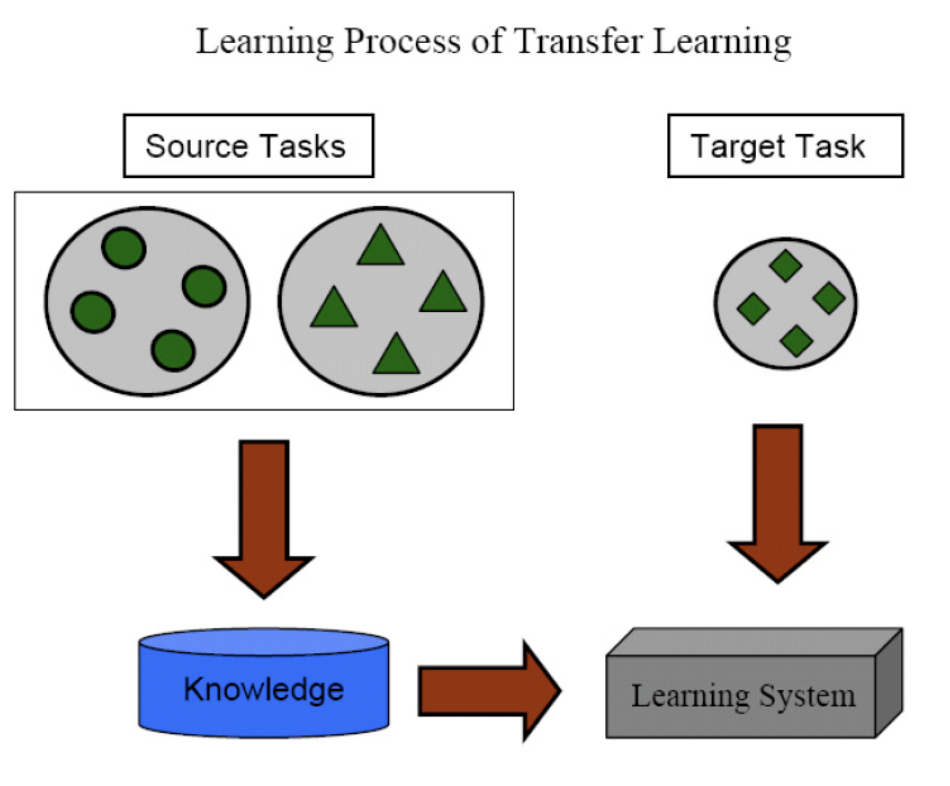 Learning Process of Transfer Learning
Source Tasks
Target Task
Knowledge
Learning System